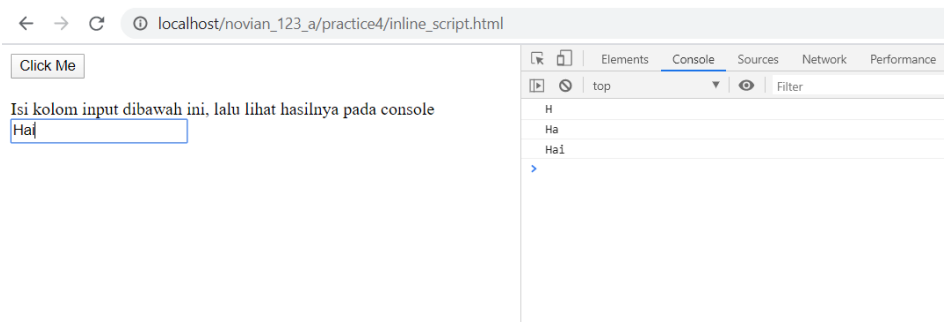 localhost/novian_123_a/practice4/inline_script.html
Click Me
Isi kolom input dibawah ini, lalu lihat hasilnya pada console
Hai
Elements Console Sources Network Performance
top Filter
H
Ha
Hai